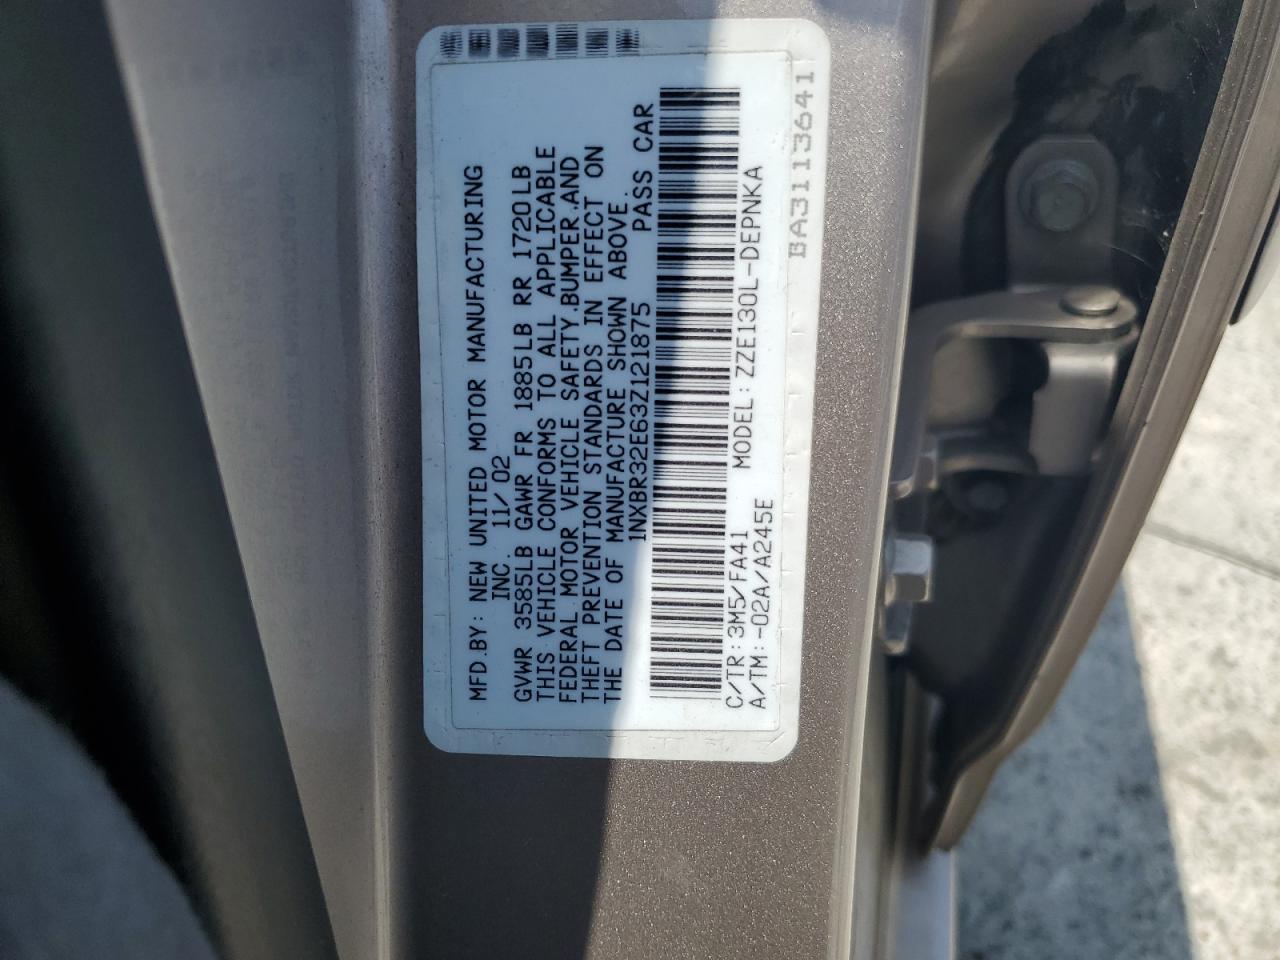 MFD.BY: NEW UNITED MOTOR MANUFACTURING
INC. 11/02
GVWR 3585LB GAWR FR 1885LB RR 1720LB
THIS VEHICLE CONFORMS TO ALL APPLICABLE
FEDERAL MOTOR VEHICLE SAFETY,BUMPER,AND
THEFT PREVENTION STANDARDS IN EFFECT ON
THE DATE OF MANUFACTURE SHOWN ABOVE.
1NXBR32E63Z121875 PASS CAR
C/TR: 3M5/FA41 MODEL: ZZE130L-DEPNKA
A/TM:-02A/A245E
BA3113641